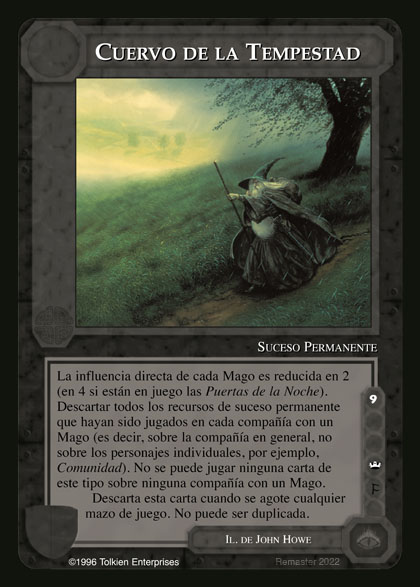 Cuervo de la Tempestad
Suceso Permanente
La influencia directa de cada Mago es reducida en 2
(en 4 si están en juego las Puertas de la Noche).
Descartar todos los recursos de suceso permanente
que hayan sido jugados en cada compañía con un
Mago (es decir, sobre la compañía en general, no
sobre los personajes individuales, por ejemplo,
Comunidad). No se puede jugar ninguna carta de
este tipo sobre ninguna compañía con un Mago.
Descarta esta carta cuando se agote cualquier
mazo de juego. No puede ser duplicada.
9
Il. de John Howe
©1996 Tolkien Enterprises
Remaster 2022